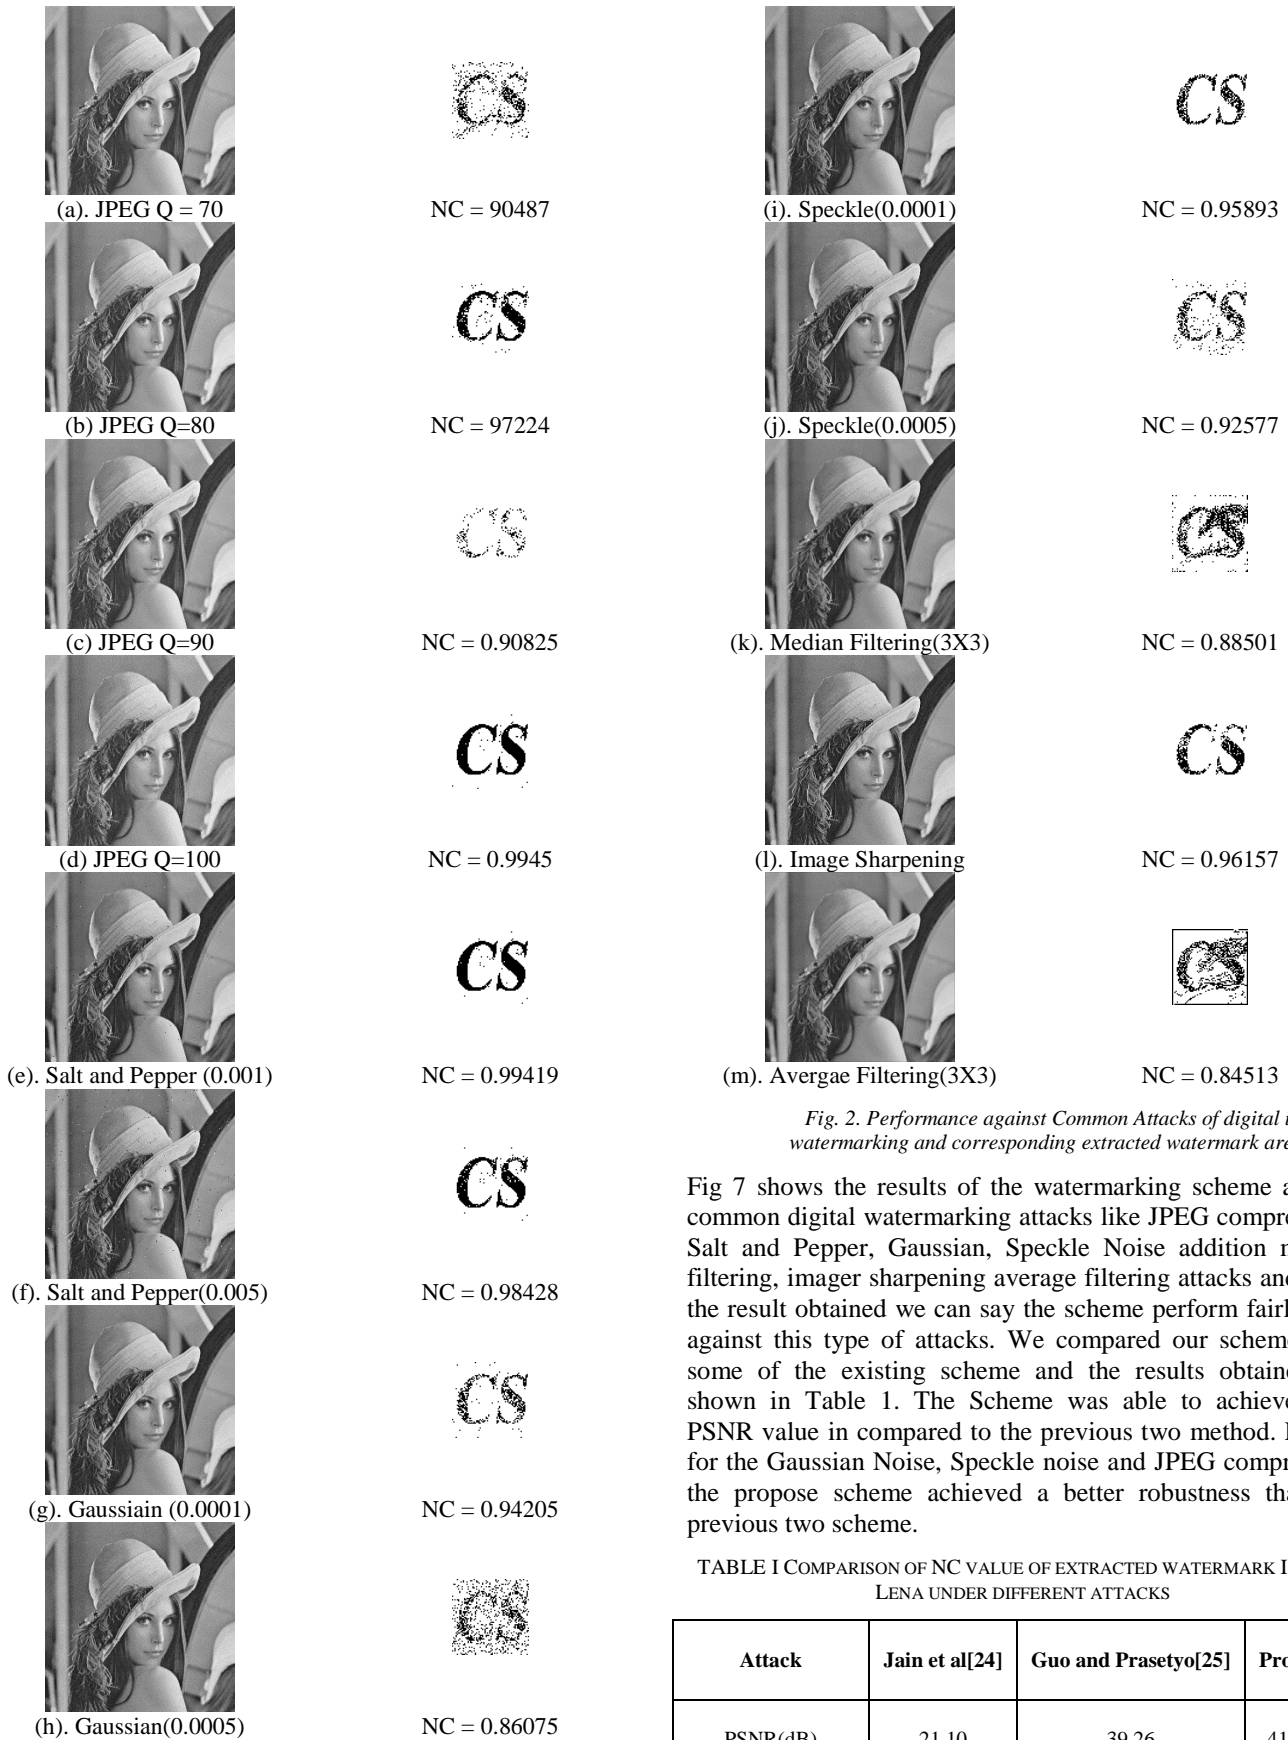 CS
(a). JPEG Q = 70
NC = 90487
CS
(b) JPEG Q=80
NC = 97224
CS
(c) JPEG Q=90
NC = 0.90825
CS
(d) JPEG Q=100
NC = 0.9945
CS
(e). Salt and Pepper (0.001)
NC = 0.99419
CS
(f). Salt and Pepper(0.005)
NC = 0.98428
CS
(g). Gaussiain (0.0001)
NC = 0.94205
CS
(h). Gaussian(0.0005)
NC = 0.86075
CS
(i). Speckle(0.0001)
NC = 0.95893
CS
(j). Speckle(0.0005)
NC = 0.92577
CS
(k). Median Filtering(3X3)
NC = 0.88501
CS
(l). Image Sharpening
NC = 0.96157
CS
(m). Avergae Filtering(3X3)
NC = 0.84513
Fig. 2. Performance against Common Attacks of digital
watermarking and corresponding extracted watermark are
Fig 7 shows the results of the watermarking scheme
common digital watermarking attacks like JPEG compre
Salt and Pepper, Gaussian, Speckle Noise addition
filtering, imager sharpening average filtering attacks and
the result obtained we can say the scheme perform fairl
against this type of attacks. We compared our scheme
some of the existing scheme and the results obtaine
shown in Table 1. The Scheme was able to achieve
PSNR value in compared to the previous two method.
for the Gaussian Noise, Speckle noise and JPEG compr
the propose scheme achieved a better robustness tha
previous two scheme.
TABLE I COMPARISON OF NC VALUE OF EXTRACTED WATERMARK I
LENA UNDER DIFFERENT ATTACKS
Attack Jain et al[24] Guo and Prasetyo[25] Pro
PSNR(dB) 21.10 39.26 41